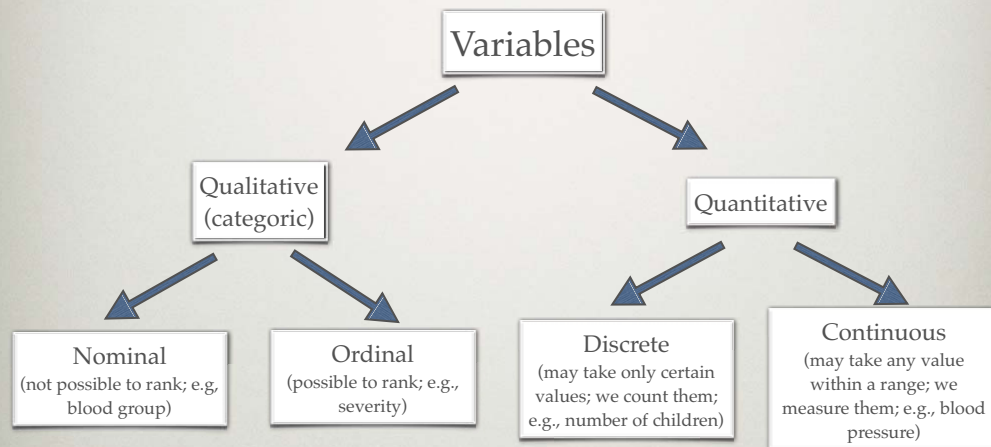 Variables
Qualitative
(categoric)
Quantitative
Nominal
(not possible to rank; e.g,
blood group)
Ordinal
(possible to rank; e.g.,
severity)
Discrete
(may take only certain
values; we count them;
e.g., number of children)
Continuous
(may take any value
within a range; we
measure them; e.g., blood
pressure)